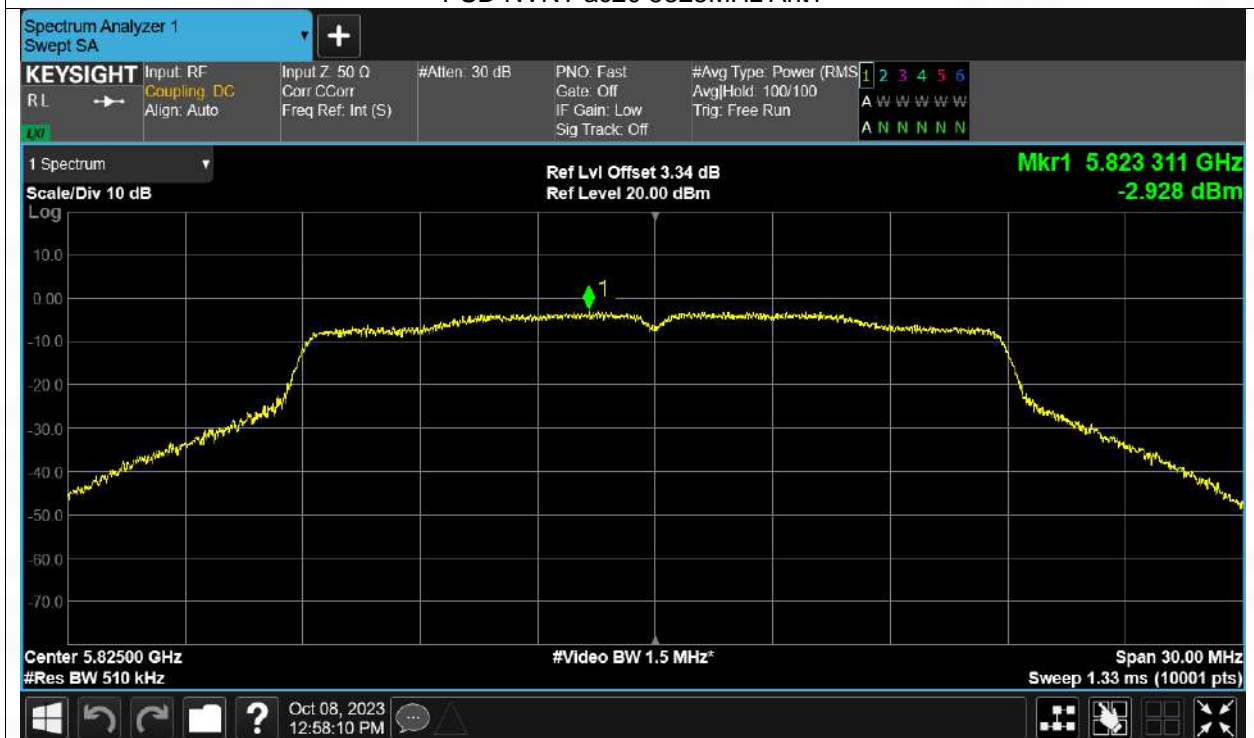 Spectrum Analyzer 1
Swept SA
+
KEYSIGHT
RL
LXI
Input: RF
Coupling: DC
Align: Auto
Input Z: 50 Ω
Corr CCorr
Freq Ref: Int (S)
#Atten: 30 dB
PNO: Fast
Gate: Off
IF Gain: Low
Sig Track: Off
#Avg Type: Power (RMS
Avg|Hold: 100/100
Trig: Free Run
1 2 3 4 5 6
A W W W W W
A N N N N N
1 Spectrum
Scale/Div 10 dB
Ref Lvl Offset 3.34 dB
Ref Level 20.00 dBm
Mkr1 5.823 311 GHz
-2.928 dBm
Log
10.0
0.00
-10.0
-20.0
-30.0
-40.0
-50.0
-60.0
-70.0
1
Center 5.82500 GHz
#Res BW 510 kHz
#Video BW 1.5 MHz*
Span 30.00 MHz
Sweep 1.33 ms (10001 pts)
?
Oct 08, 2023
12:58:10 PM